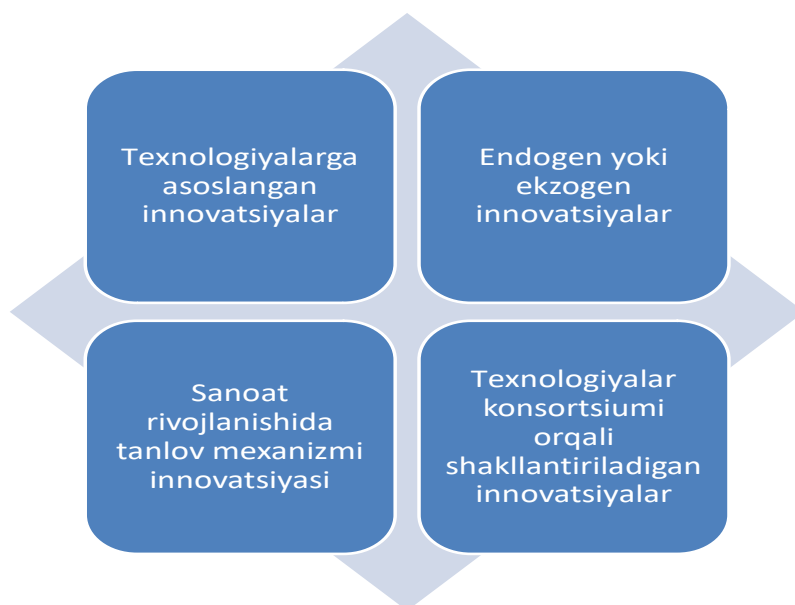 Texnologiyalarga
asoslangan
innovatsiyalar
Endogen yoki
ekzogen
innovatsiyalar
Sanoat
rivojlanishida
tanlov mexanizmi
innovatsiyasi
Texnologiyalar
konsortsiumi
orqali
shakllantiriladigan
innovatsiyalar